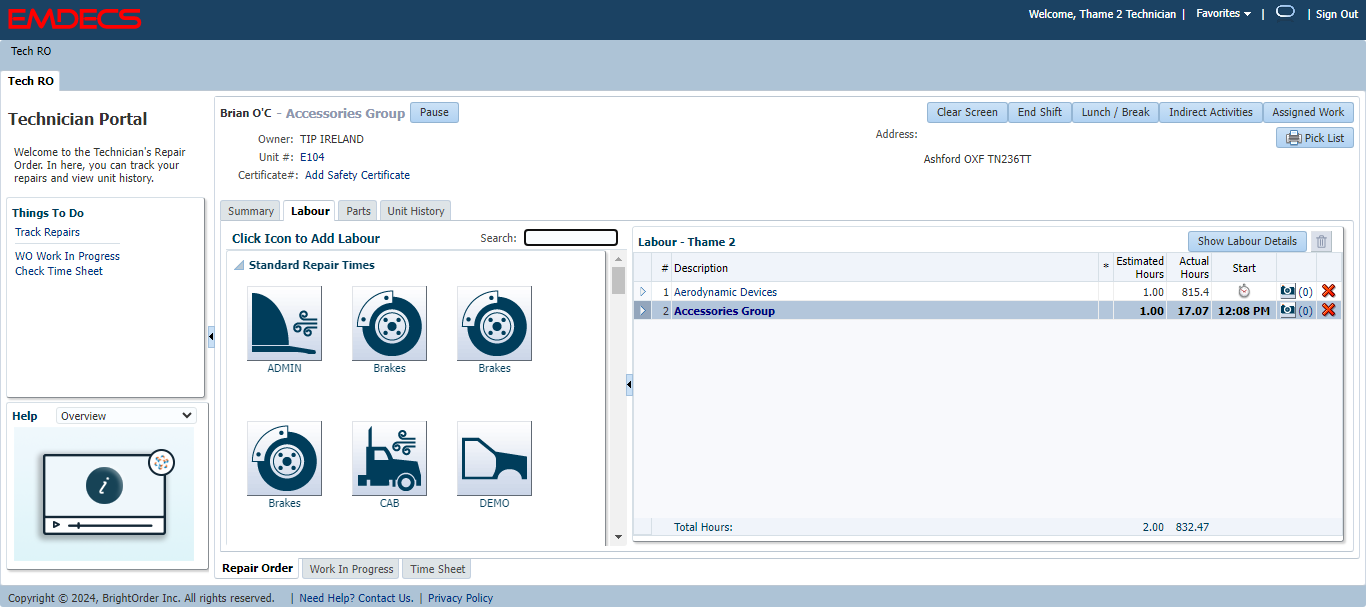 EMDECS
Welcome, Thame 2 Technician | Favorites | | Sign Out
Tech RO
Tech RO
Technician Portal
Welcome to the Technician's Repair
Order. In here, you can track your
repairs and view unit history.
Things To Do
Track Repairs
WO Work In Progress
Check Time Sheet
Help Overview
i
Brian O'C - Accessories Group Pause
Clear Screen End Shift Lunch / Break Indirect Activities Assigned Work
Pick List
Owner: TIP IRELAND
Unit #: E104
Certificate#: Add Safety Certificate
Address:
Ashford OXF TN236TT
Summary Labour Parts Unit History
Click Icon to Add Labour Search:
Standard Repair Times
ADMIN Brakes Brakes
Brakes CAB DEMO
Labour - Thame 2 Show Labour Details
# Description * Estimated Hours Actual Hours Start
1 Aerodynamic Devices 1.00 815.4 (0)
2 Accessories Group 1.00 17.07 12:08 PM (0)
Total Hours: 2.00 832.47
Repair Order Work In Progress Time Sheet
Copyright © 2024, BrightOrder Inc. All rights reserved. | Need Help? Contact Us. | Privacy Policy